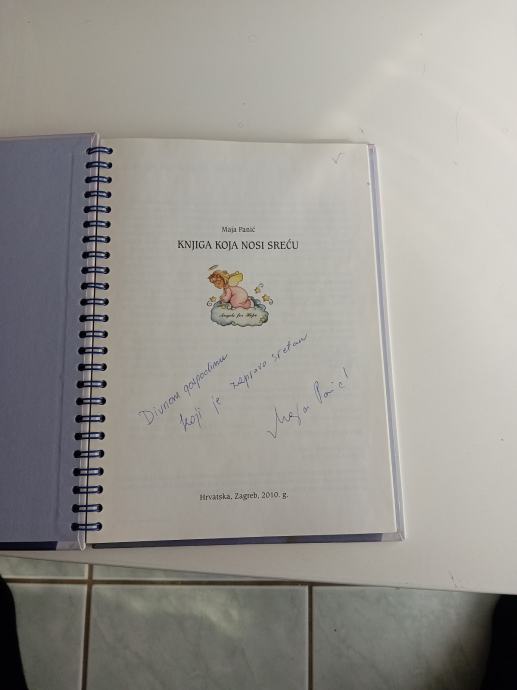 Maja Panić
KNJIGA KOJA NOSI SREĆU
Angels for Hope
Divnom gospodinu
koji je zapravo sretan
Maja Panić!
Hrvatska, Zagreb, 2010. g.